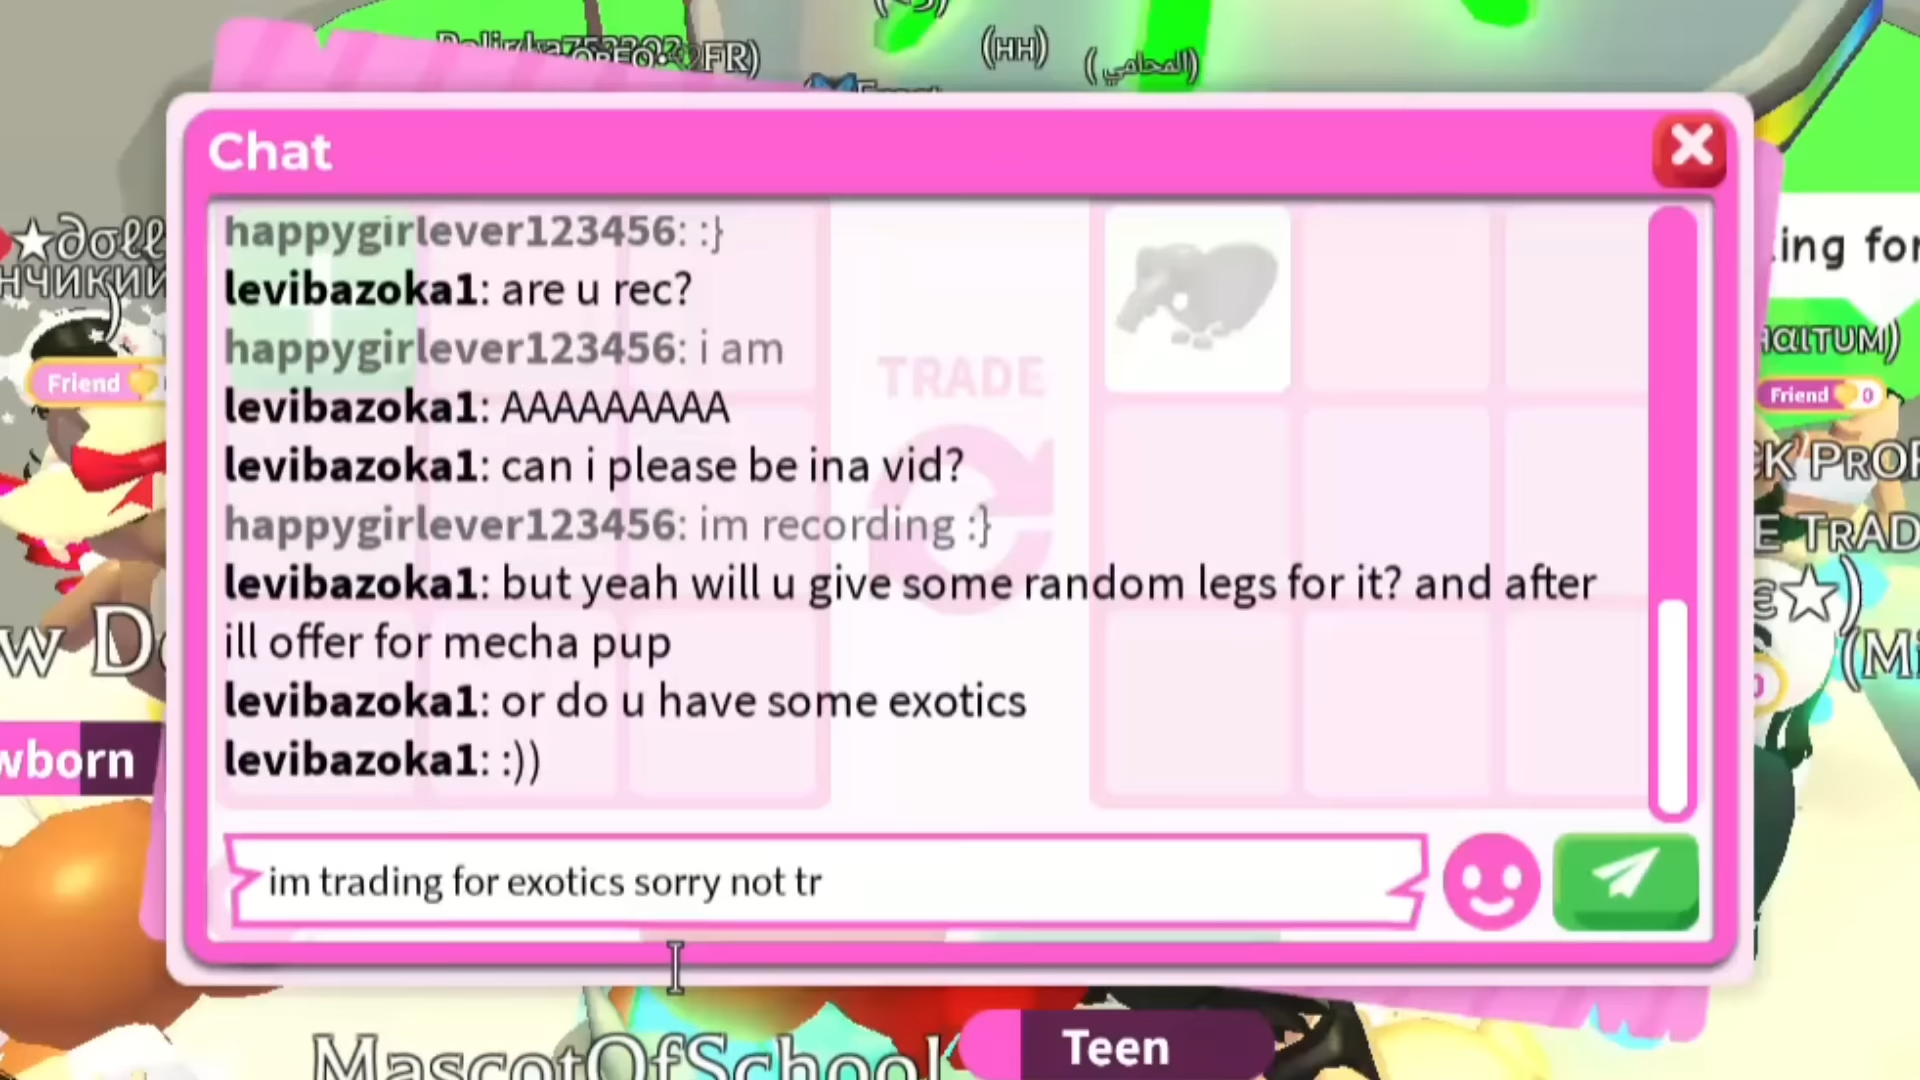 FR)
(HH)
(المحامي)
Chat
happygirlever123456: :}
levibazoka1: are u rec?
happygirlever123456: i am
levibazoka1: AAAAAAAAA
levibazoka1: can i please be ina vid?
happygirlever123456: im recording :}
levibazoka1: but yeah will u give some random legs for it? and after
ill offer for mecha pup
levibazoka1: or do u have some exotics
levibazoka1: :))
TRADE
im trading for exotics sorry not tr
Friend
ing for
Friend 0
TRAD
wborn
MascotOfSchool
Teen